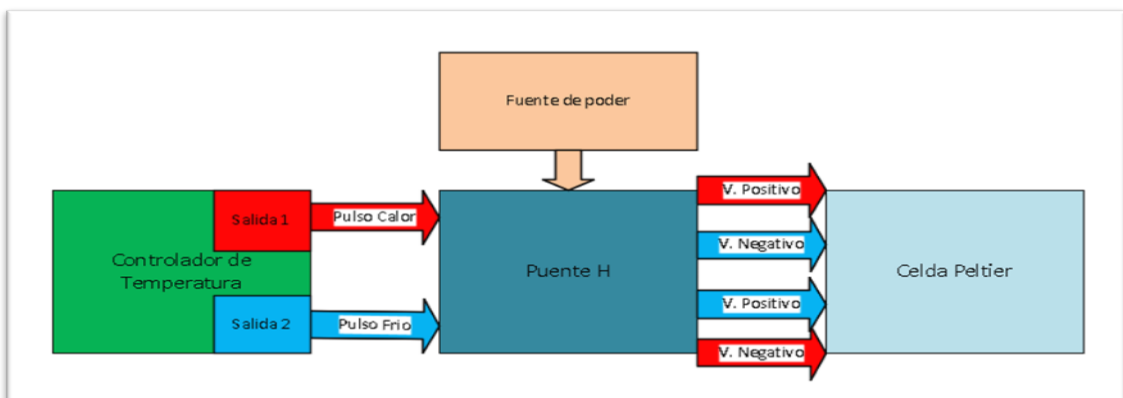 Fuente de poder
Salida 1
Pulso Calor
V. Positivo
V. Negativo
Controlador de
Temperatura
Puente H
Celda Peltier
Salida 2
Pulso Frio
V. Positivo
V. Negativo